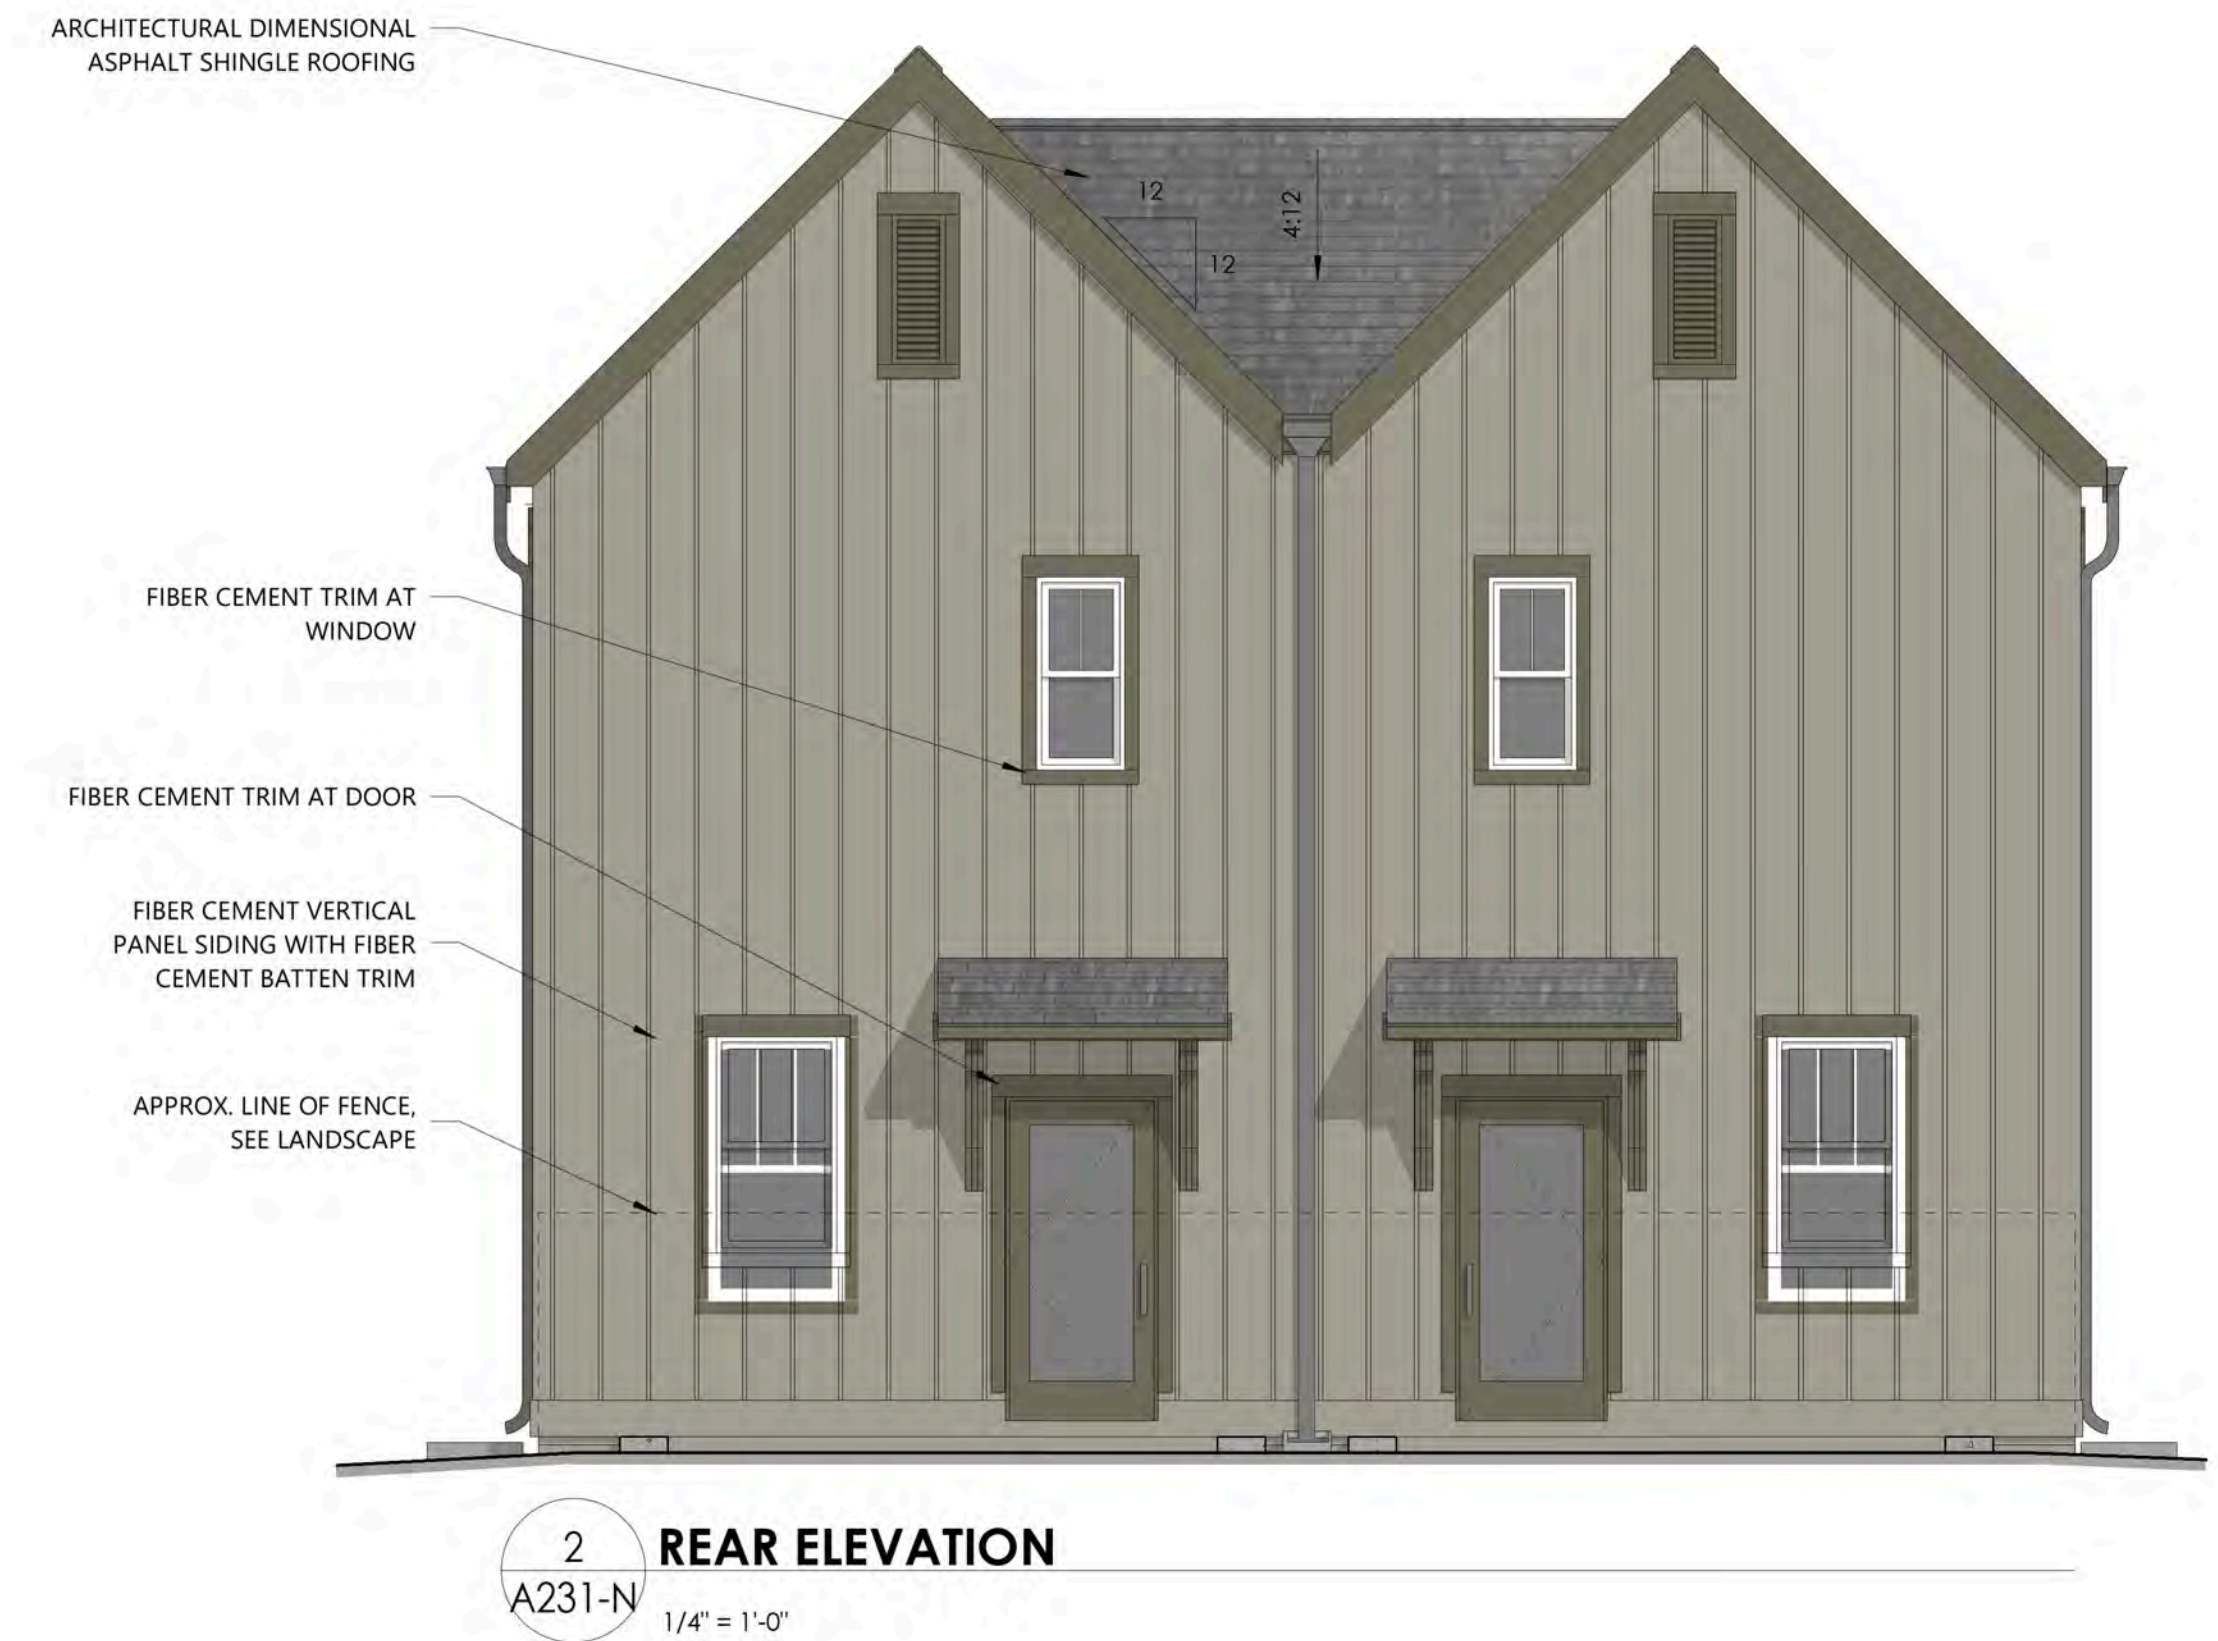 ARCHITECTURAL DIMENSIONAL
ASPHALT SHINGLE ROOFING
12
12
4:12
FIBER CEMENT TRIM AT
WINDOW
FIBER CEMENT TRIM AT DOOR
FIBER CEMENT VERTICAL
PANEL SIDING WITH FIBER
CEMENT BATTEN TRIM
APPROX. LINE OF FENCE,
SEE LANDSCAPE
2
A231-N
REAR ELEVATION
1/4" = 1'-0"